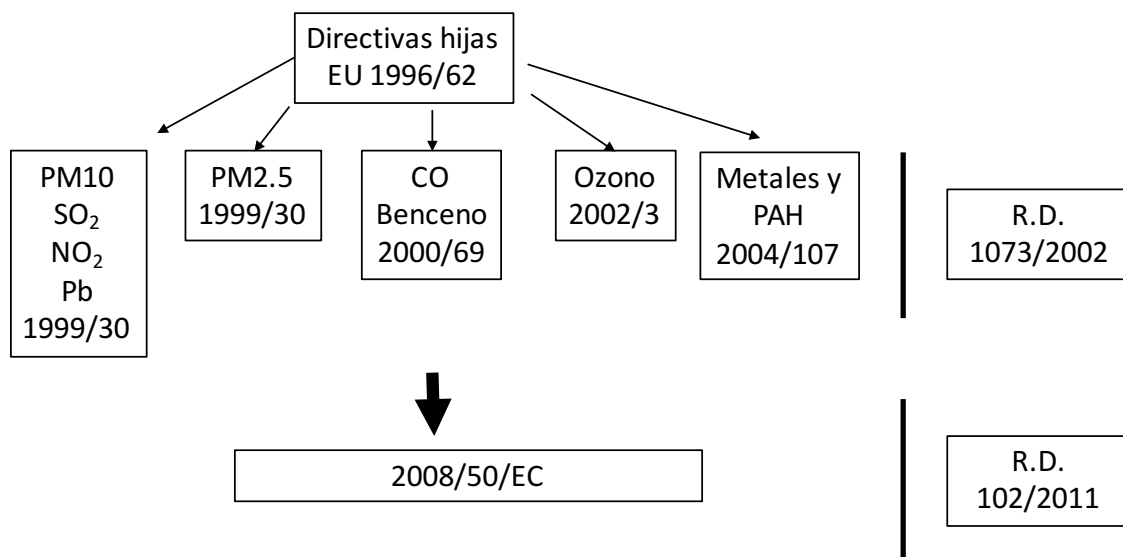 Directivas hijas
EU 1996/62
PM10
SO₂
NO₂
Pb
1999/30
PM2.5
1999/30
CO
Benceno
2000/69
Ozono
2002/3
Metales y
PAH
2004/107
R.D.
1073/2002
2008/50/EC
R.D.
102/2011